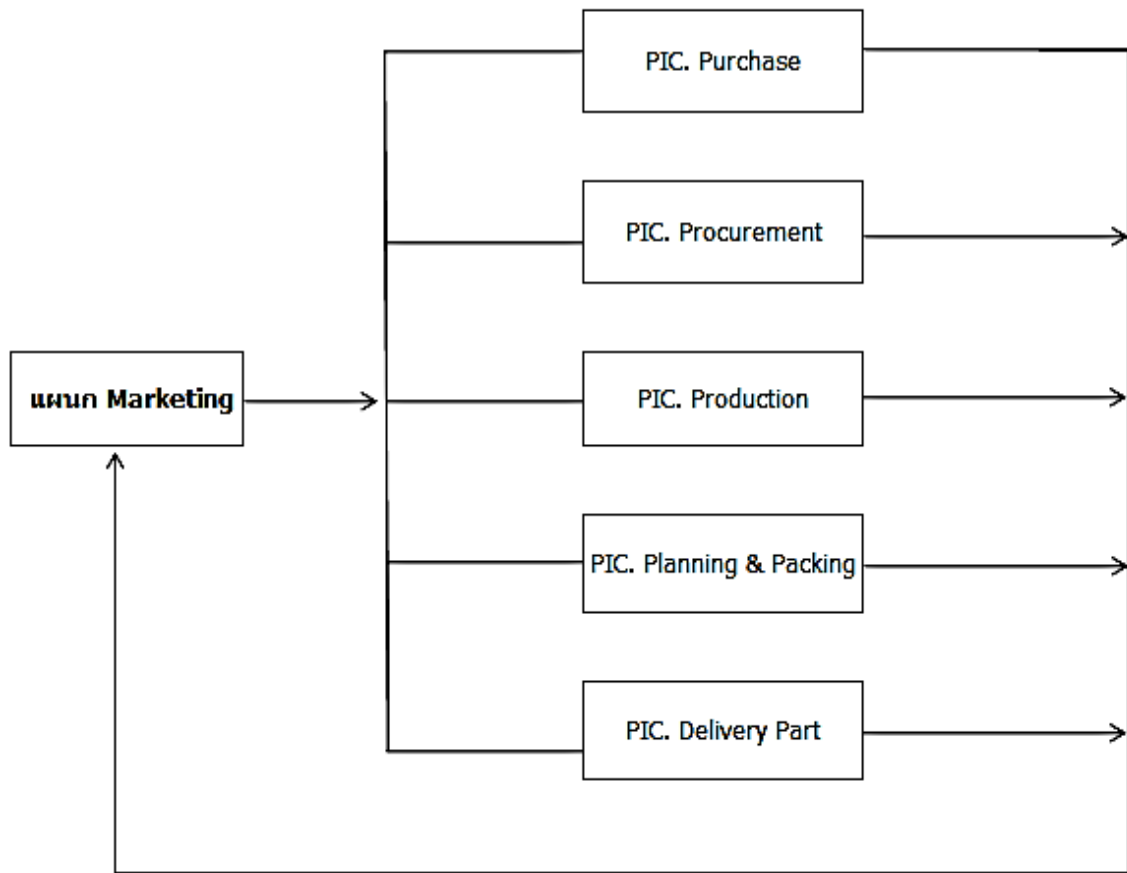 PIC. Purchase
PIC. Procurement
แผนก Marketing
PIC. Production
PIC. Planning & Packing
PIC. Delivery Part